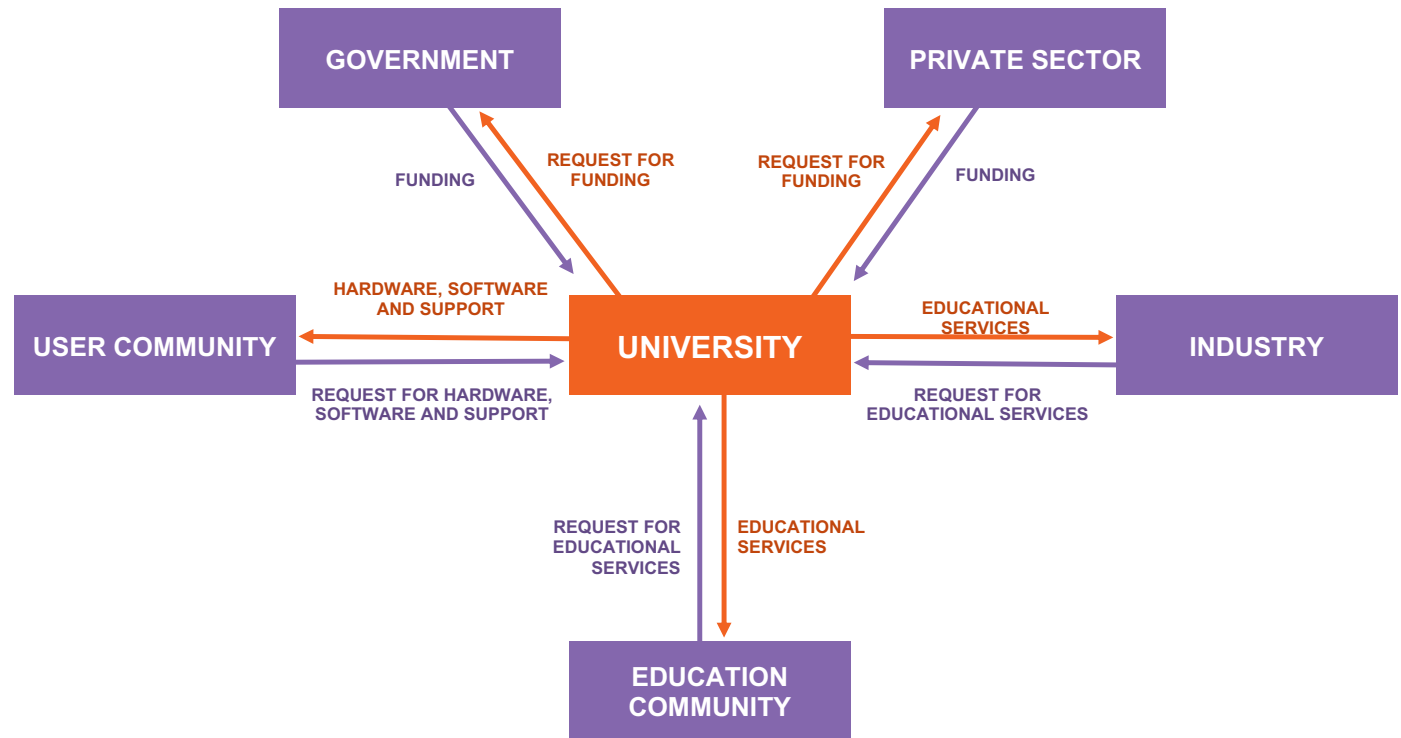 GOVERNMENT
PRIVATE SECTOR
REQUEST FOR
FUNDING
FUNDING
REQUEST FOR
FUNDING
FUNDING
HARDWARE, SOFTWARE
AND SUPPORT
EDUCATIONAL
SERVICES
USER COMMUNITY
UNIVERSITY
INDUSTRY
REQUEST FOR HARDWARE,
SOFTWARE AND SUPPORT
REQUEST FOR
EDUCATIONAL SERVICES
REQUEST FOR
EDUCATIONAL
SERVICES
EDUCATIONAL
SERVICES
EDUCATION
COMMUNITY